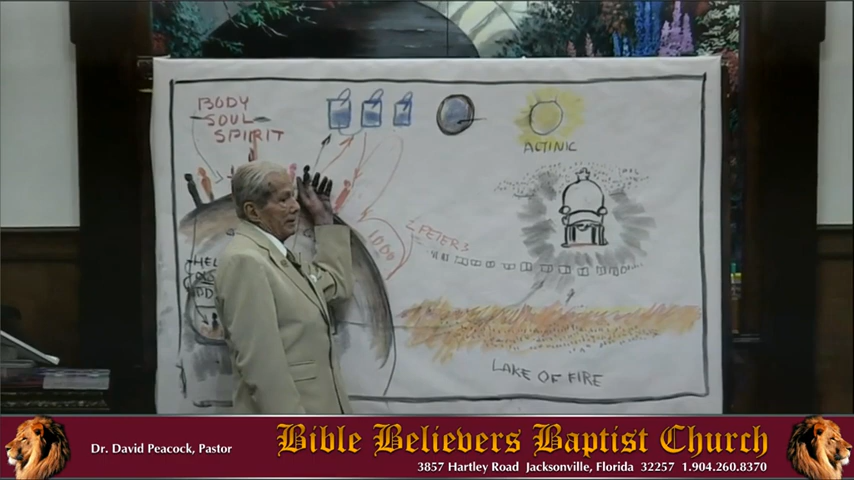 BODY
SOUL
SPIRIT
ACTINIC
PETER 3
1000
LAKE OF FIRE
Dr. David Peacock, Pastor
Bible Believers Baptist Church
3857 Hartley Road Jacksonville, Florida 32257 1.904.260.8370